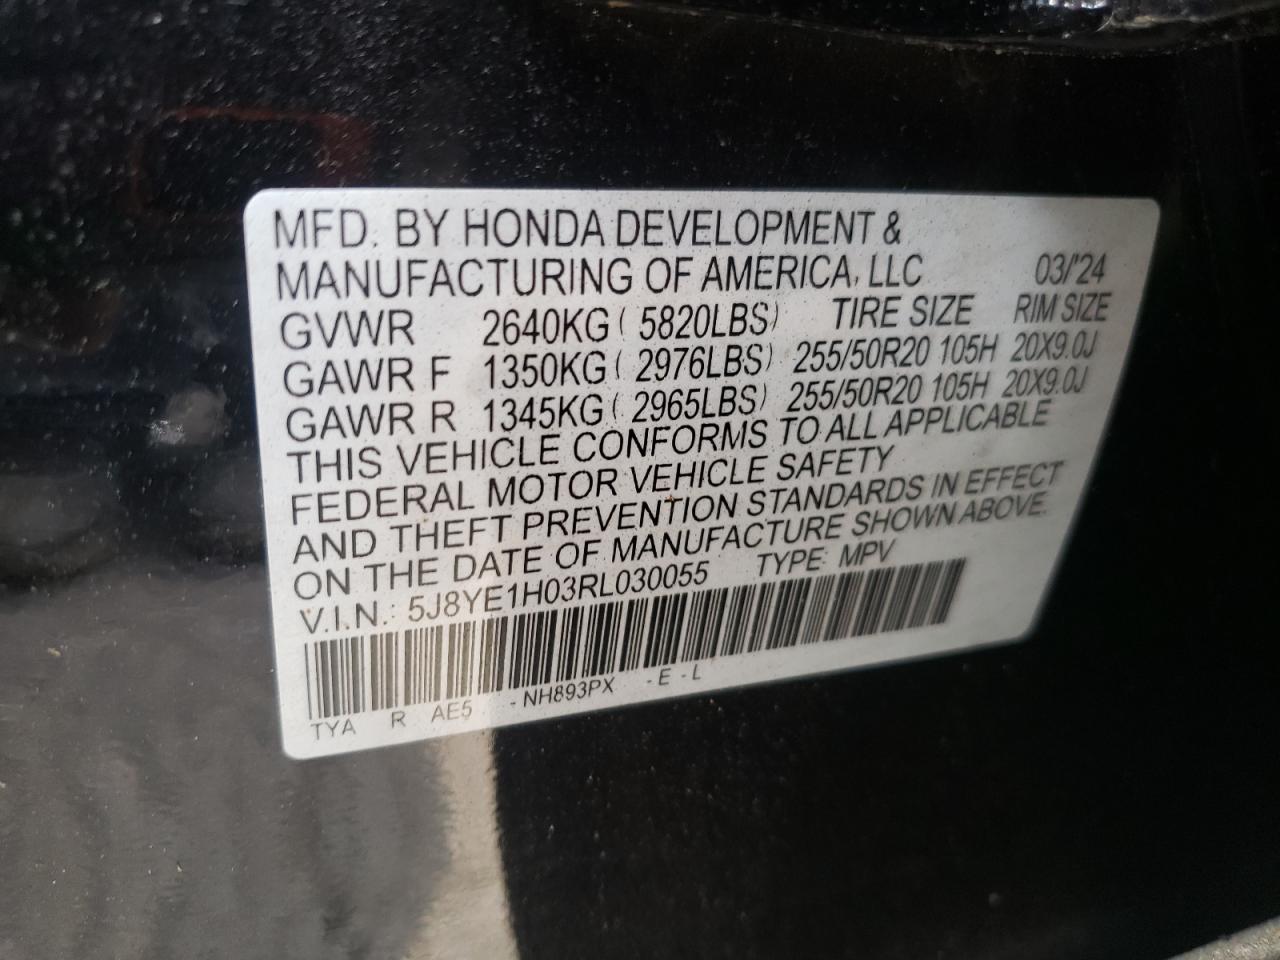 MFD. BY HONDA DEVELOPMENT &
MANUFACTURING OF AMERICA, LLC 03/'24
GVWR 2640KG ( 5820LBS) TIRE SIZE RIM SIZE
GAWR F 1350KG ( 2976LBS) 255/50R20 105H 20X9.0J
GAWR R 1345KG ( 2965LBS) 255/50R20 105H 20X9.0J
THIS VEHICLE CONFORMS TO ALL APPLICABLE
FEDERAL MOTOR VEHICLE SAFETY
AND THEFT PREVENTION STANDARDS IN EFFECT
ON THE DATE OF MANUFACTURE SHOWN ABOVE.
V.I.N.: 5J8YE1H03RL030055 TYPE: MPV
TYA R AE5 -NH893PX -E-L